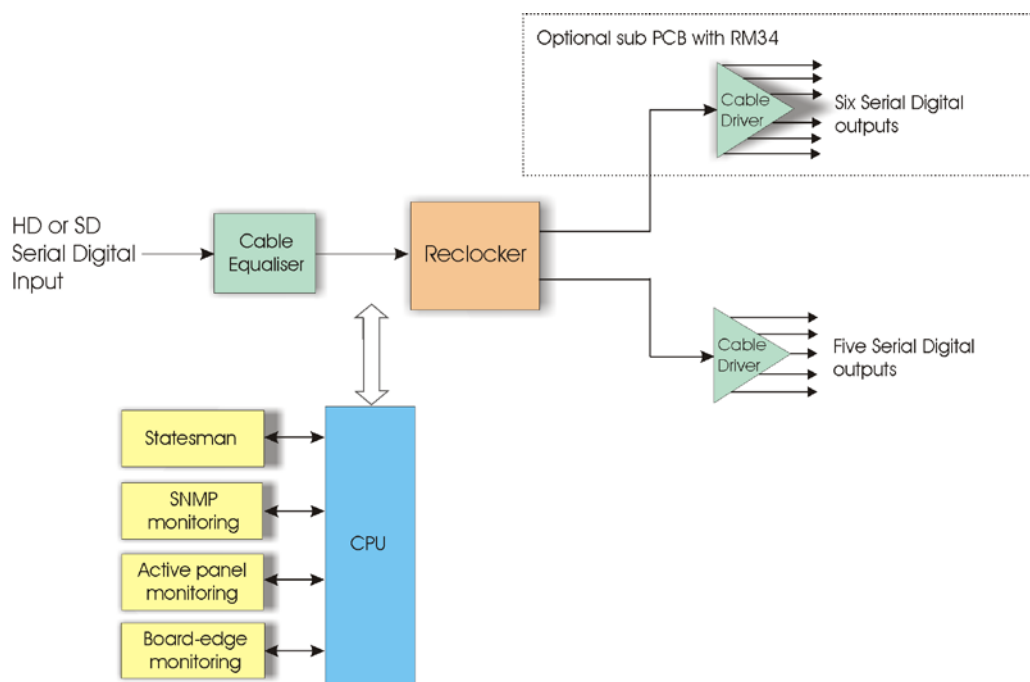 Optional sub PCB with RM34
Cable
Driver
Six Serial Digital
outputs
HD or SD
Serial Digital
Input
Cable
Equaliser
Reclocker
Cable
Driver
Five Serial Digital
outputs
Statesman
SNMP
monitoring
CPU
Active panel
monitoring
Board-edge
monitoring